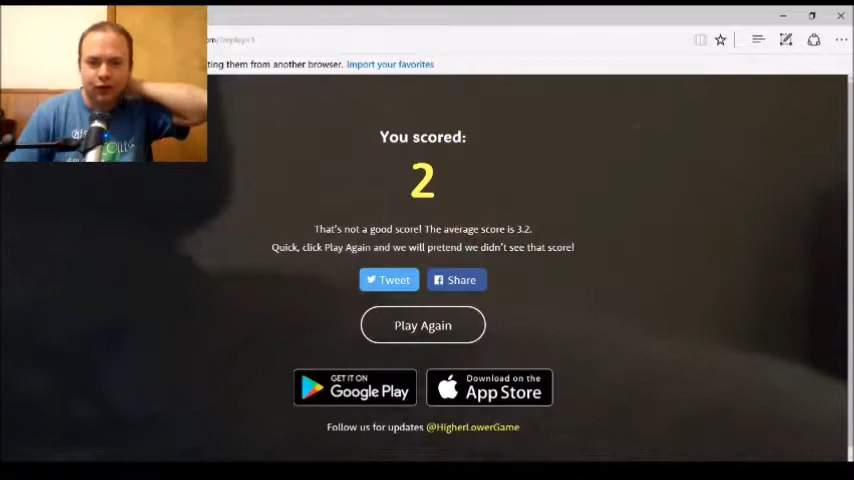 ting them from another browser. Import your favorites
You scored:
2
That's not a good score! The average score is 3.2.
Quick, click Play Again and we will pretend we didn't see that score!
Tweet
Share
Play Again
GET IT ON
Google Play
Download on the
App Store
Follow us for updates @HigherLowerGame